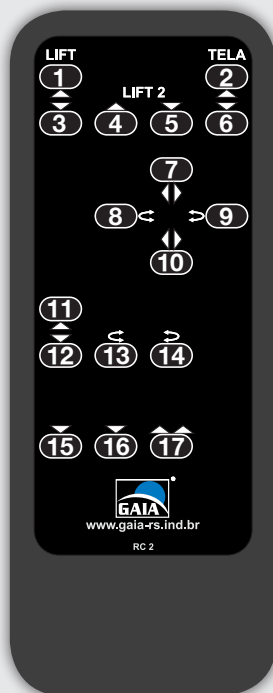 LIFT TELA
1 LIFT 2 2
3 4 5 6
7
8 9
10
11
12 13 14
15 16 17
GAIA
www.gaia-rs.ind.br
RC 2